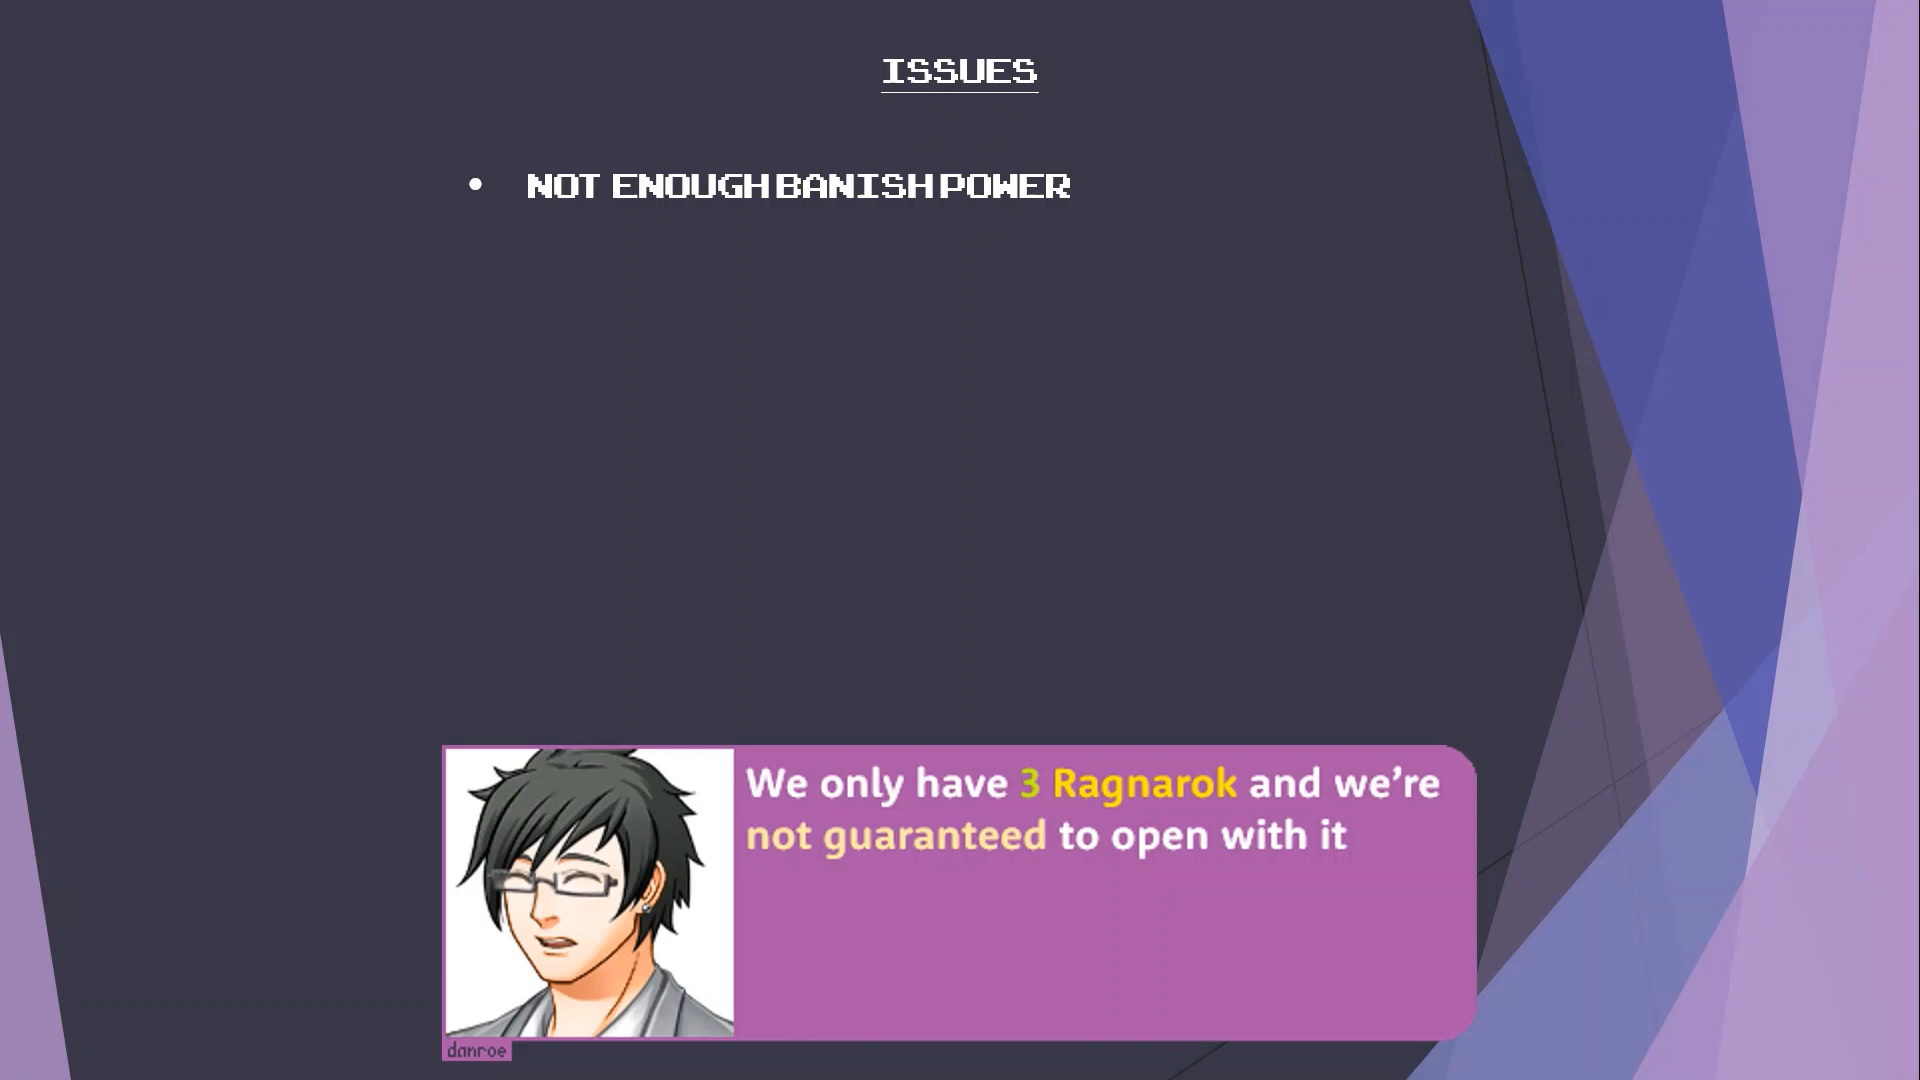 ISSUES
• NOT ENOUGH BANISH POWER
We only have 3 Ragnarok and we're
not guaranteed to open with it
danroe